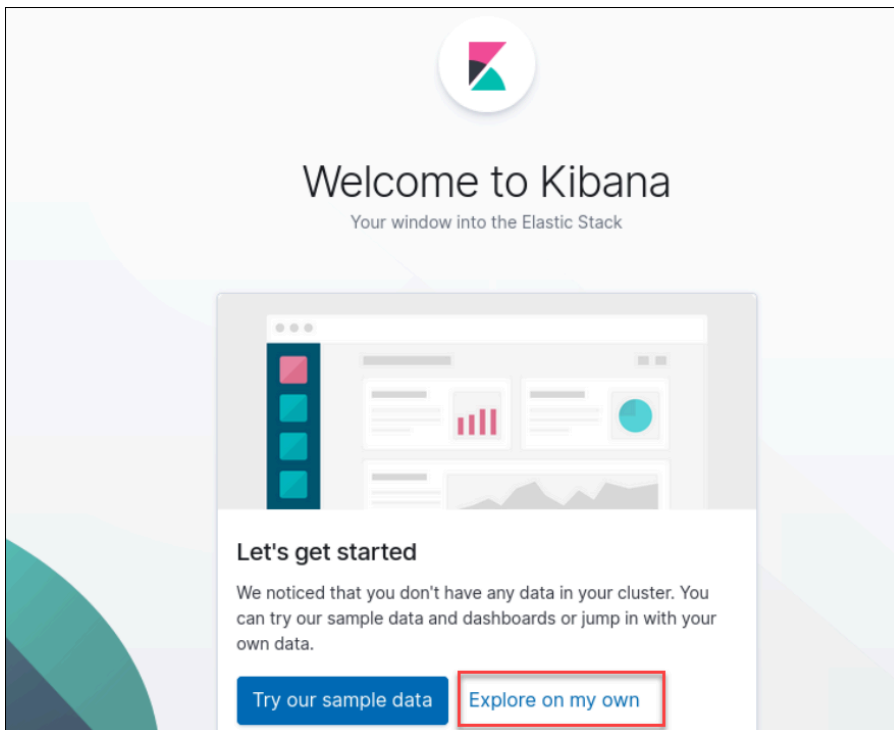 Welcome to Kibana
Your window into the Elastic Stack
Let's get started
We noticed that you don't have any data in your cluster. You
can try our sample data and dashboards or jump in with your
own data.
Try our sample data
Explore on my own